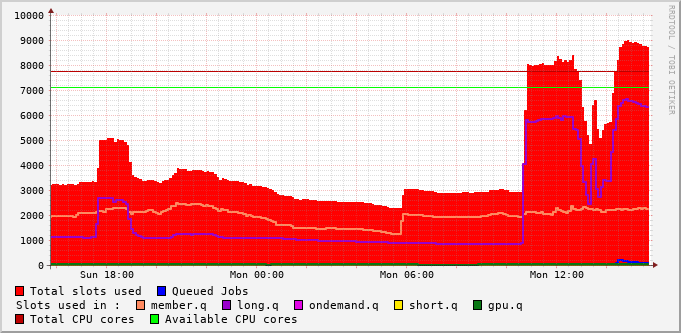 10000
9000
8000
7000
6000
5000
4000
3000
2000
1000
0
Sun 18:00 Mon 00:00 Mon 06:00 Mon 12:00
Total slots used Queued Jobs
Slots used in : member.q long.q ondemand.q short.q gpu.q
Total CPU cores Available CPU cores
RRDTOOL / TOBI OETIKER